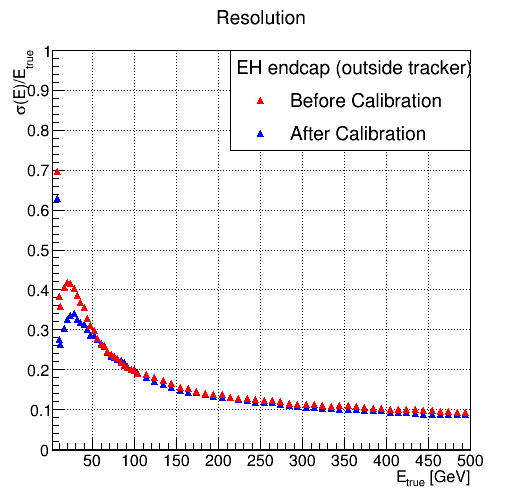 Resolution
σ(E)/E_true
EH endcap (outside tracker)
Before Calibration
After Calibration
1
0.9
0.8
0.7
0.6
0.5
0.4
0.3
0.2
0.1
0
50 100 150 200 250 300 350 400 450 500
E_true [GeV]